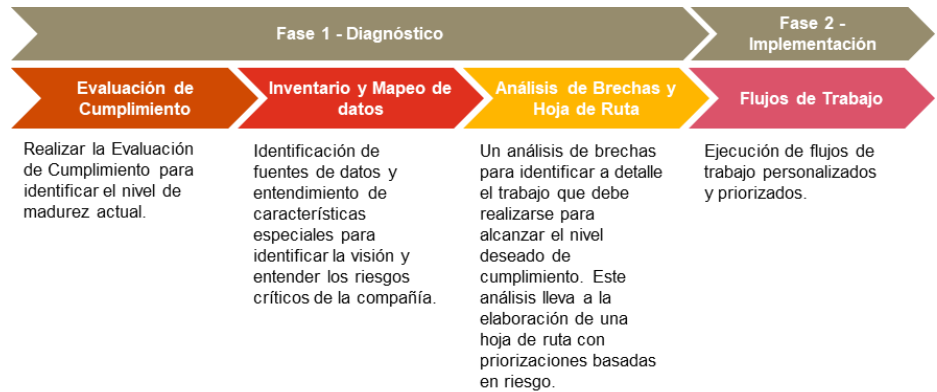 Fase 1 - Diagnóstico
Fase 2 -
Implementación
Evaluación de
Cumplimiento
Inventario y Mapeo de
datos
Análisis de Brechas y
Hoja de Ruta
Flujos de Trabajo
Realizar la Evaluación
de Cumplimiento para
identificar el nivel de
madurez actual.
Identificación de
fuentes de datos y
entendimiento de
características
especiales para
identificar la visión y
entender los riesgos
críticos de la compañía.
Un análisis de brechas
para identificar a detalle
el trabajo que debe
realizarse para
alcanzar el nivel
deseado de
cumplimiento. Este
análisis lleva a la
elaboración de una
hoja de ruta con
priorizaciones basadas
en riesgo.
Ejecución de flujos de
trabajo personalizados
y priorizados.